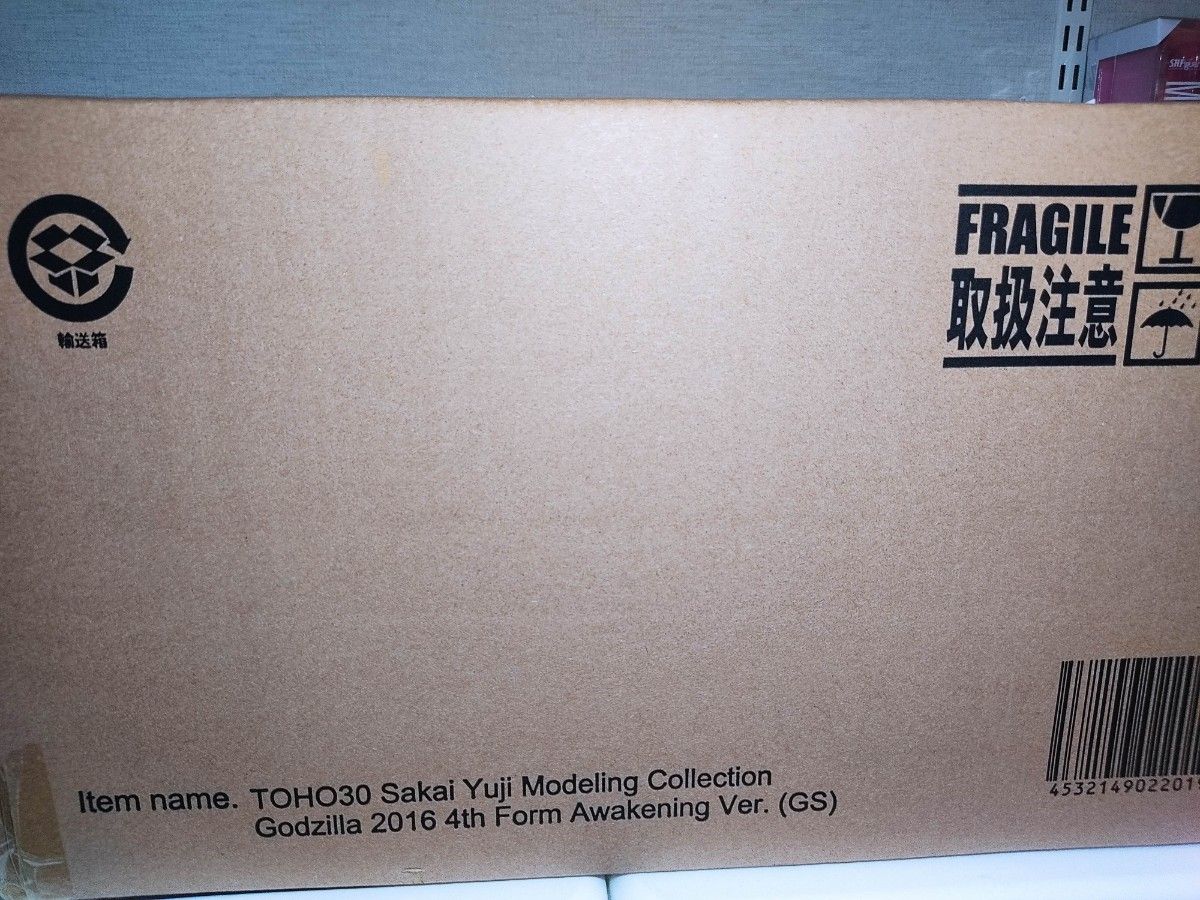 FRAGILE
取扱注意
輸送箱
Item name. TOHO30 Sakai Yuji Modeling Collection
Godzilla 2016 4th Form Awakening Ver. (GS)
453214902201